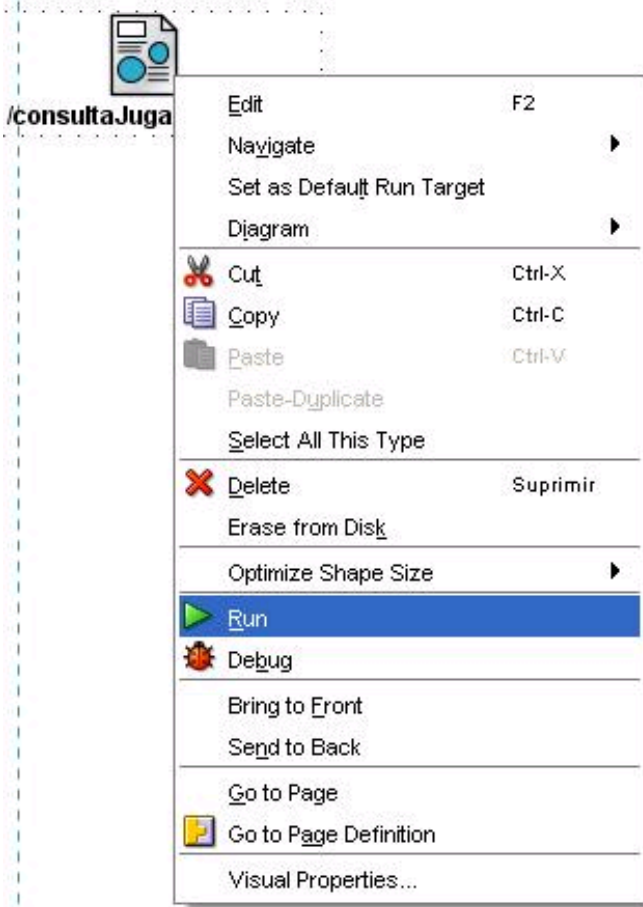 /consultaJuga
Edit F2
Navigate
Set as Default Run Target
Diagram
Cut Ctrl-X
Copy Ctrl-C
Paste Ctrl-V
Paste-Duplicate
Select All This Type
Delete Suprimir
Erase from Disk
Optimize Shape Size
Run
Debug
Bring to Front
Send to Back
Go to Page
Go to Page Definition
Visual Properties...